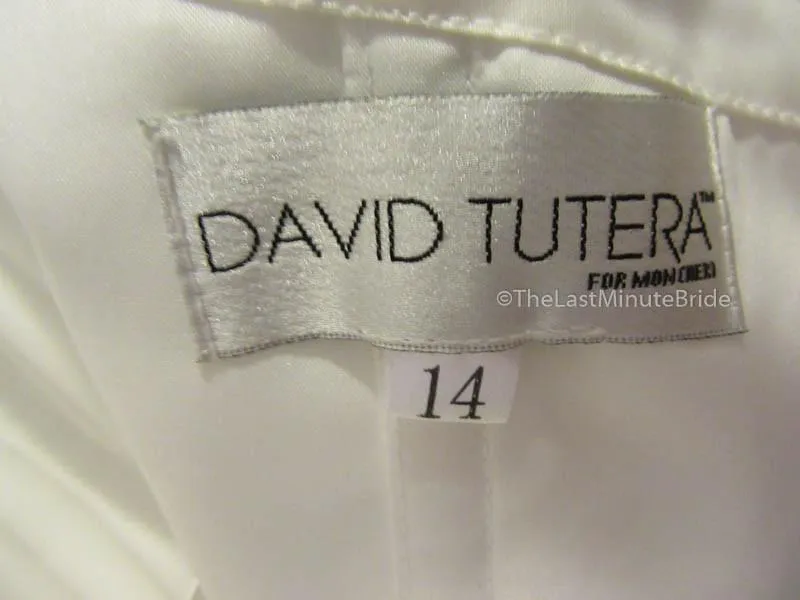 DAVID TUTERA™
FOR MON CHERI
©TheLastMinuteBride
14